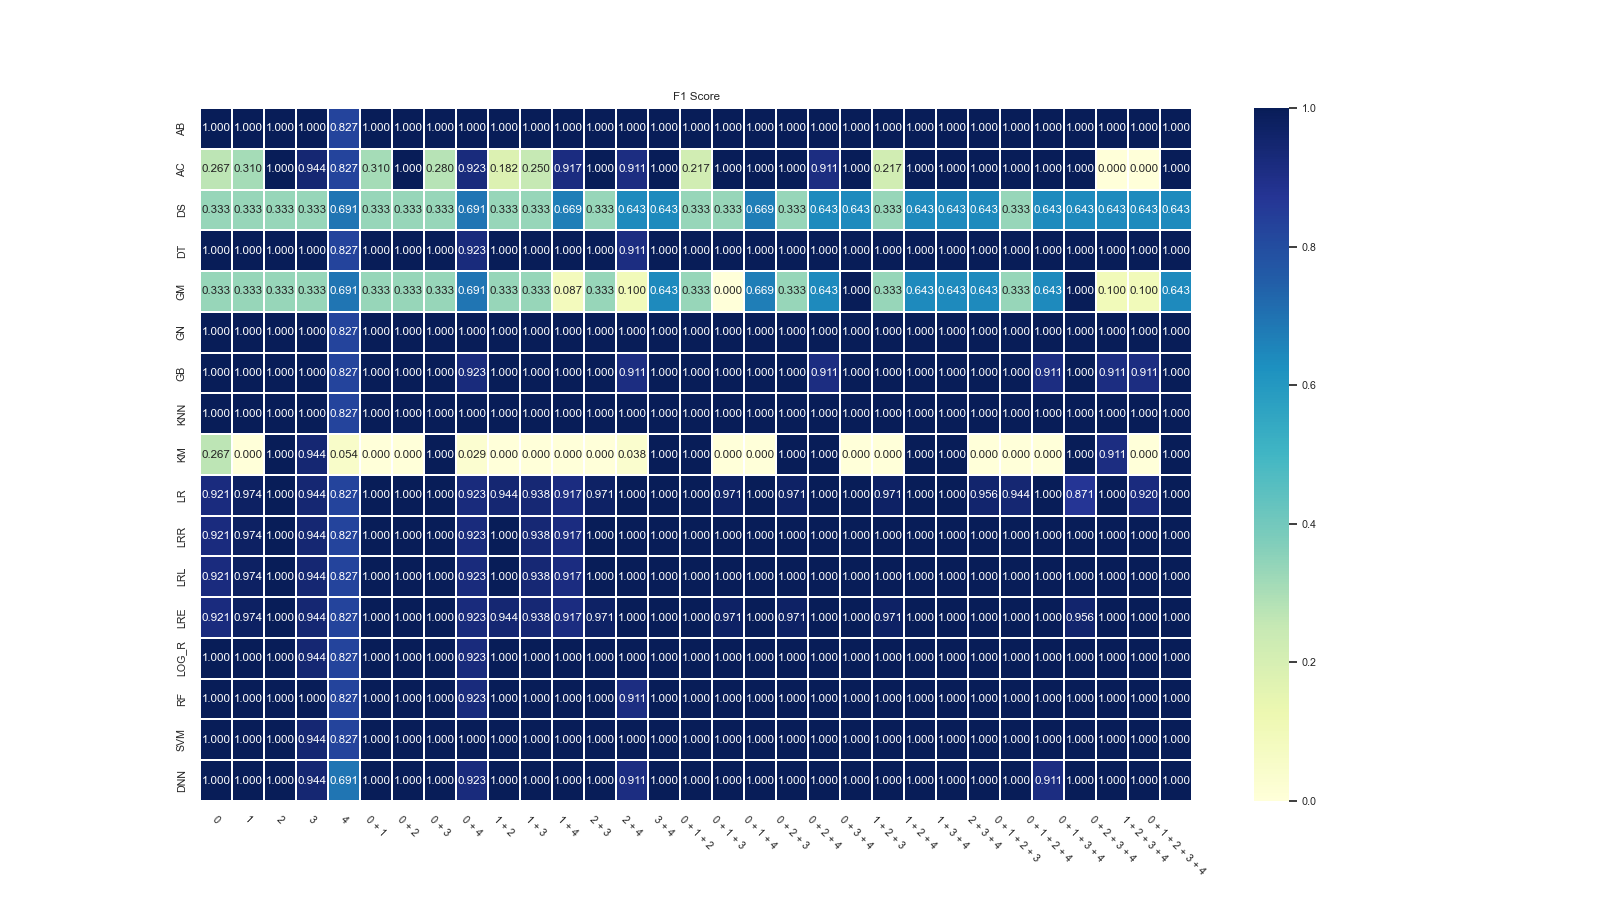 F1 Score
AB 1.000 1.000 1.000 1.000 0.827 1.000 1.000 1.000 1.000 1.000 1.000 1.000 1.000 1.000 1.000 1.000 1.000 1.000 1.000 1.000 1.000 1.000 1.000 1.000 1.000 1.000 1.000 1.000 1.000 1.000 1.000
AC 0.267 0.310 1.000 0.944 0.827 0.310 1.000 0.280 0.923 0.182 0.250 0.917 1.000 0.911 1.000 0.217 1.000 1.000 1.000 0.911 1.000 0.217 1.000 1.000 1.000 1.000 1.000 1.000 0.000 0.000 1.000
DS 0.333 0.333 0.333 0.333 0.691 0.333 0.333 0.333 0.691 0.333 0.333 0.669 0.333 0.643 0.643 0.333 0.333 0.669 0.333 0.643 0.643 0.333 0.643 0.643 0.643 0.333 0.643 0.643 0.643 0.643 0.643
DT 1.000 1.000 1.000 1.000 0.827 1.000 1.000 1.000 0.923 1.000 1.000 1.000 1.000 0.911 1.000 1.000 1.000 1.000 1.000 1.000 1.000 1.000 1.000 1.000 1.000 1.000 1.000 1.000 1.000 1.000 1.000
GM 0.333 0.333 0.333 0.333 0.691 0.333 0.333 0.333 0.691 0.333 0.333 0.087 0.333 0.100 0.643 0.333 0.000 0.669 0.333 0.643 1.000 0.333 0.643 0.643 0.643 0.333 0.643 1.000 0.100 0.100 0.643
GN 1.000 1.000 1.000 1.000 0.827 1.000 1.000 1.000 1.000 1.000 1.000 1.000 1.000 1.000 1.000 1.000 1.000 1.000 1.000 1.000 1.000 1.000 1.000 1.000 1.000 1.000 1.000 1.000 1.000 1.000 1.000
GB 1.000 1.000 1.000 1.000 0.827 1.000 1.000 1.000 0.923 1.000 1.000 1.000 1.000 0.911 1.000 1.000 1.000 1.000 1.000 0.911 1.000 1.000 1.000 1.000 1.000 1.000 0.911 1.000 0.911 0.911 1.000
KNN 1.000 1.000 1.000 1.000 0.827 1.000 1.000 1.000 1.000 1.000 1.000 1.000 1.000 1.000 1.000 1.000 1.000 1.000 1.000 1.000 1.000 1.000 1.000 1.000 1.000 1.000 1.000 1.000 1.000 1.000 1.000
KM 0.267 0.000 1.000 0.944 0.054 0.000 0.000 1.000 0.029 0.000 0.000 0.000 0.000 0.038 1.000 1.000 0.000 0.000 1.000 1.000 0.000 0.000 1.000 1.000 0.000 0.000 0.000 1.000 0.911 0.000 1.000
LR 0.921 0.974 1.000 0.944 0.827 1.000 1.000 1.000 0.923 0.944 0.938 0.917 0.971 1.000 1.000 1.000 0.971 1.000 0.971 1.000 1.000 0.971 1.000 1.000 0.956 0.944 1.000 0.871 1.000 0.920 1.000
LRR 0.921 0.974 1.000 0.944 0.827 1.000 1.000 1.000 0.923 1.000 0.938 0.917 1.000 1.000 1.000 1.000 1.000 1.000 1.000 1.000 1.000 1.000 1.000 1.000 1.000 1.000 1.000 1.000 1.000 1.000 1.000
LRL 0.921 0.974 1.000 0.944 0.827 1.000 1.000 1.000 0.923 1.000 0.938 0.917 1.000 1.000 1.000 1.000 1.000 1.000 1.000 1.000 1.000 1.000 1.000 1.000 1.000 1.000 1.000 1.000 1.000 1.000 1.000
LRE 0.921 0.974 1.000 0.944 0.827 1.000 1.000 1.000 0.923 0.944 0.938 0.917 0.971 1.000 1.000 1.000 0.971 1.000 0.971 1.000 1.000 0.971 1.000 1.000 1.000 1.000 1.000 0.956 1.000 1.000 1.000
LOG_R 1.000 1.000 1.000 0.944 0.827 1.000 1.000 1.000 0.923 1.000 1.000 1.000 1.000 1.000 1.000 1.000 1.000 1.000 1.000 1.000 1.000 1.000 1.000 1.000 1.000 1.000 1.000 1.000 1.000 1.000 1.000
RF 1.000 1.000 1.000 1.000 0.827 1.000 1.000 1.000 0.923 1.000 1.000 1.000 1.000 0.911 1.000 1.000 1.000 1.000 1.000 1.000 1.000 1.000 1.000 1.000 1.000 1.000 1.000 1.000 1.000 1.000 1.000
SVM 1.000 1.000 1.000 0.944 0.827 1.000 1.000 1.000 1.000 1.000 1.000 1.000 1.000 1.000 1.000 1.000 1.000 1.000 1.000 1.000 1.000 1.000 1.000 1.000 1.000 1.000 1.000 1.000 1.000 1.000 1.000
DNN 1.000 1.000 1.000 0.944 0.691 1.000 1.000 1.000 0.923 1.000 1.000 1.000 1.000 0.911 1.000 1.000 1.000 1.000 1.000 1.000 1.000 1.000 1.000 1.000 1.000 1.000 0.911 1.000 1.000 1.000 1.000
0
1
2
3
4
0 + 1
0 + 2
0 + 3
0 + 4
1 + 2
1 + 3
1 + 4
2 + 3
2 + 4
3 + 4
0 + 1 + 2
0 + 1 + 3
0 + 1 + 4
0 + 2 + 3
0 + 2 + 4
0 + 3 + 4
1 + 2 + 3
1 + 2 + 4
1 + 3 + 4
2 + 3 + 4
0 + 1 + 2 + 3
0 + 1 + 2 + 4
0 + 1 + 3 + 4
0 + 2 + 3 + 4
1 + 2 + 3 + 4
0 + 1 + 2 + 3 + 4
1.0
0.8
0.6
0.4
0.2
0.0